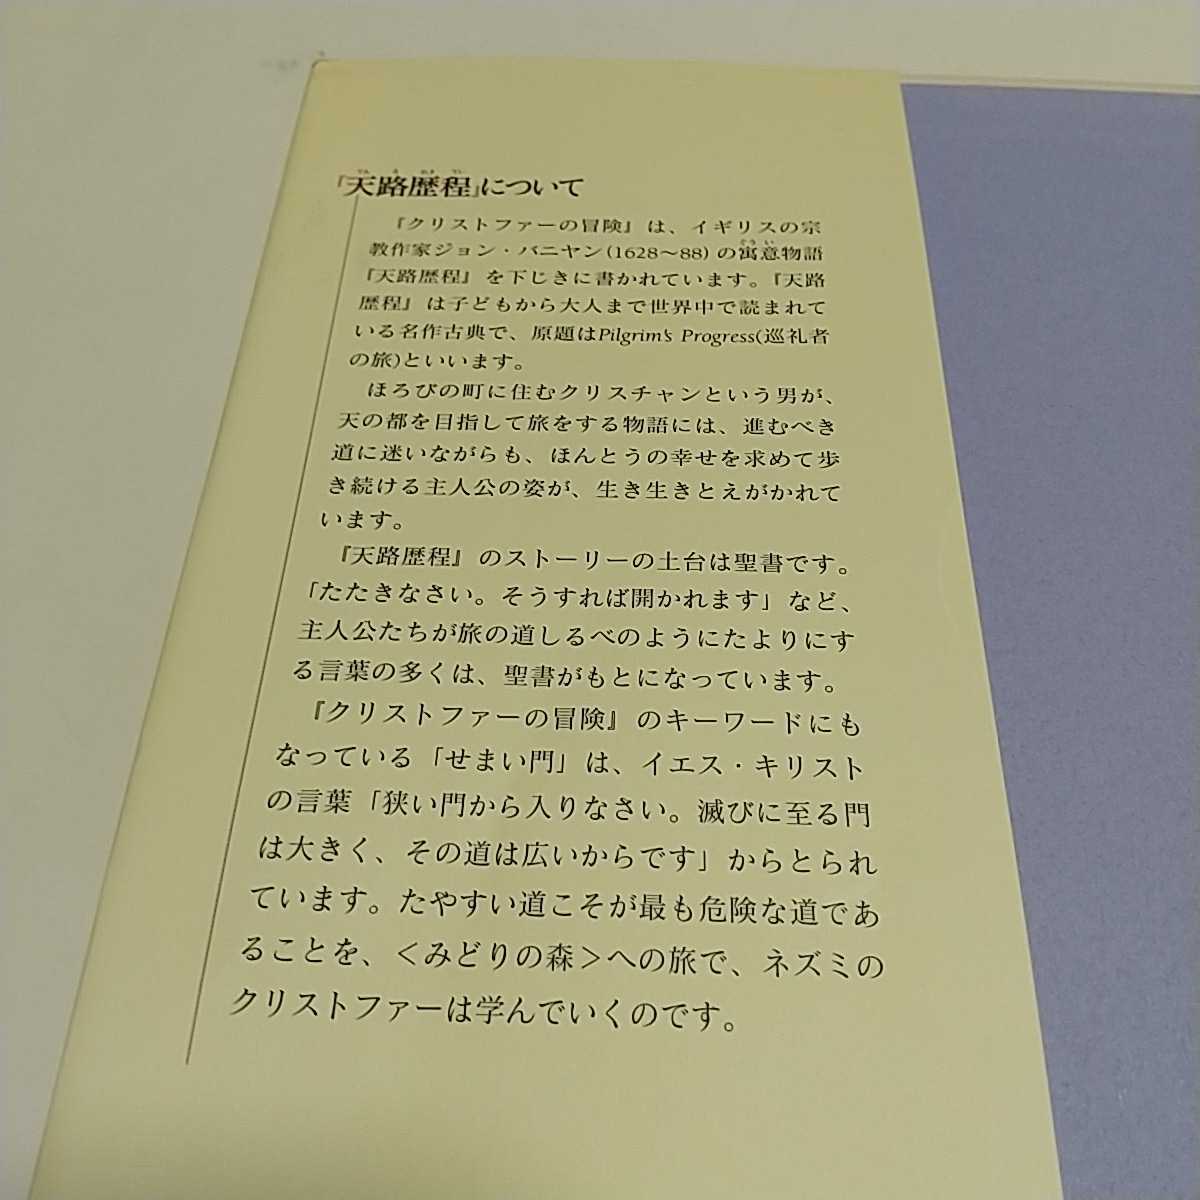 『天路歴程』について
『クリストファーの冒険』は、イギリスの宗
教作家ジョン・バニヤン(1628〜88)の寓意物語
『天路歴程』を下じきに書かれています。『天路
歴程』は子どもから大人まで世界中で読まれて
いる名作古典で、原題はPilgrim's Progress(巡礼者
の旅)といいます。
ほろびの町に住むクリスチャンという男が、
天の都を目指して旅をする物語には、進むべき
道に迷いながらも、ほんとうの幸せを求めて歩
き続ける主人公の姿が、生き生きとえがかれて
います。
『天路歴程』のストーリーの土台は聖書です。
「たたきなさい。そうすれば開かれます」など、
主人公たちが旅の道しるべのようにたよりにす
る言葉の多くは、聖書がもとになっています。
『クリストファーの冒険』のキーワードにも
なっている「せまい門」は、イエス・キリスト
の言葉「狭い門から入りなさい。滅びに至る門
は大きく、その道は広いからです」からとられ
ています。たやすい道こそが最も危険な道であ
ることを、＜みどりの森＞への旅で、ネズミの
クリストファーは学んでいくのです。